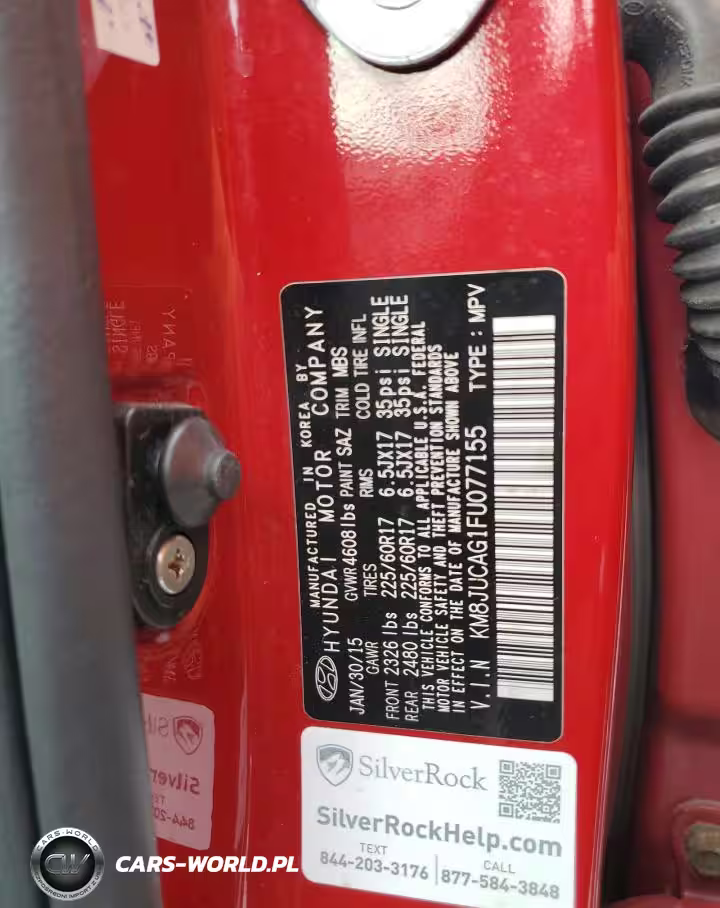 MANUFACTURED IN KOREA BY
HYUNDAI MOTOR COMPANY
JAN/30/15 GVWR 4608lbs PAINT SAZ TRIM MBS
GAWR TIRES RIMS COLD TIRE INFL
FRONT 2326 lbs 225/60R17 6.5JX17 35psi SINGLE
REAR 2480 lbs 225/60R17 6.5JX17 35psi SINGLE
THIS VEHICLE CONFORMS TO ALL APPLICABLE U.S.A. FEDERAL
MOTOR VEHICLE SAFETY AND THEFT PREVENTION STANDARDS
IN EFFECT ON THE DATE OF MANUFACTURE SHOWN ABOVE
V.I.N KM8JUCAG1FU077155 TYPE : MPV
SilverRock
SilverRockHelp.com
TEXT
844-203-3176
CALL
877-584-3848
CARS-WORLD
CW
CARS-WORLD.PL